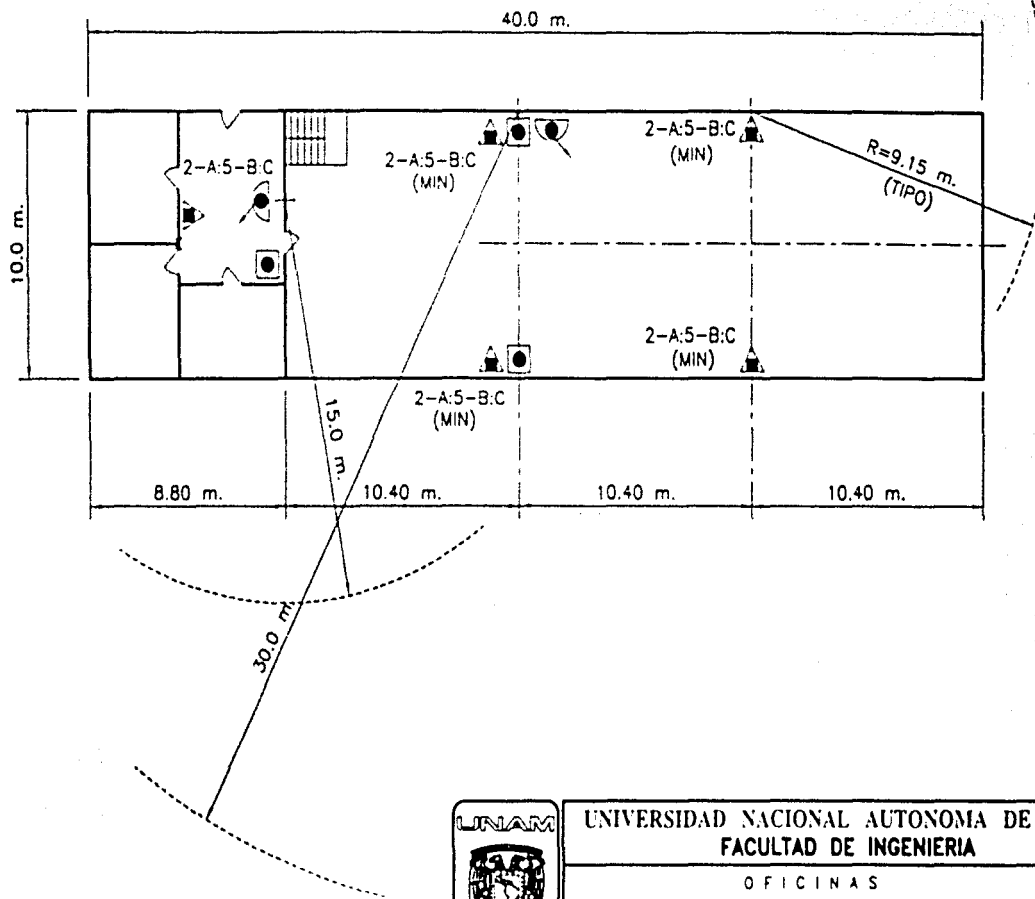 40.0 m.
10.0 m.
2-A:5-B:C
2-A:5-B:C
(MIN)
2-A:5-B:C
(MIN)
R=9.15 m.
(TIPO)
2-A:5-B:C
(MIN)
2-A:5-B:C
(MIN)
15.0 m.
8.80 m.
10.40 m.
10.40 m.
10.40 m.
30.0 m
UNAM
UNIVERSIDAD NACIONAL AUTONOMA DE
FACULTAD DE INGENIERIA
OFICINAS